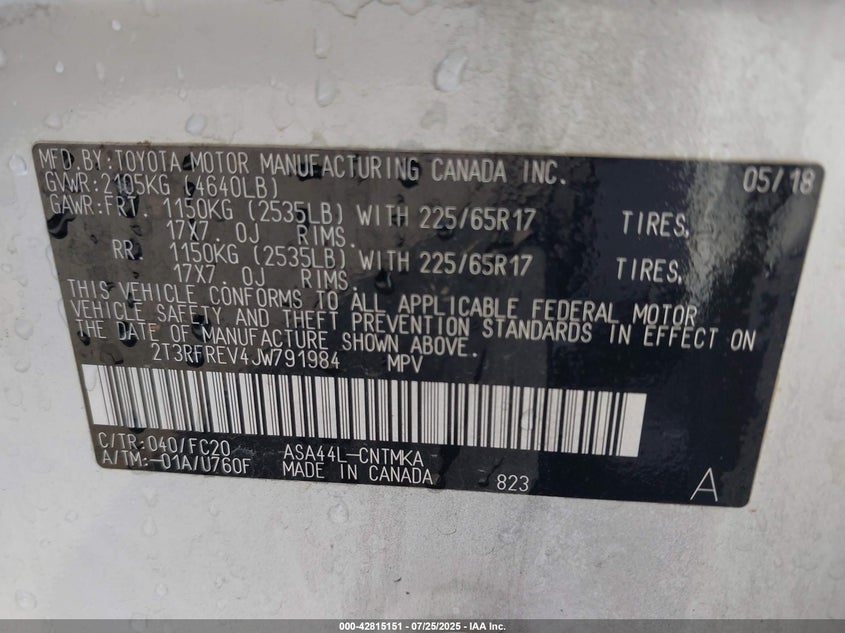 MFD BY:TOYOTA MOTOR MANUFACTURING CANADA INC. 05/18
GVWR:2105KG (4640LB)
GAWR:FRT. 1150KG (2535LB) WITH 225/65R17 TIRES,
17X7.0J RIMS.
RR. 1150KG (2535LB) WITH 225/65R17 TIRES,
17X7.0J RIMS.
THIS VEHICLE CONFORMS TO ALL APPLICABLE FEDERAL MOTOR
VEHICLE SAFETY AND THEFT PREVENTION STANDARDS IN EFFECT ON
THE DATE OF MANUFACTURE SHOWN ABOVE.
2T3RFREV4JW791984 MPV
C/TR:040/FC20 ASA44L-CNTMKA
A/TM:-01A/U760F MADE IN CANADA 823 A
000-42815151 | 07/25/2025 | IAA Inc.